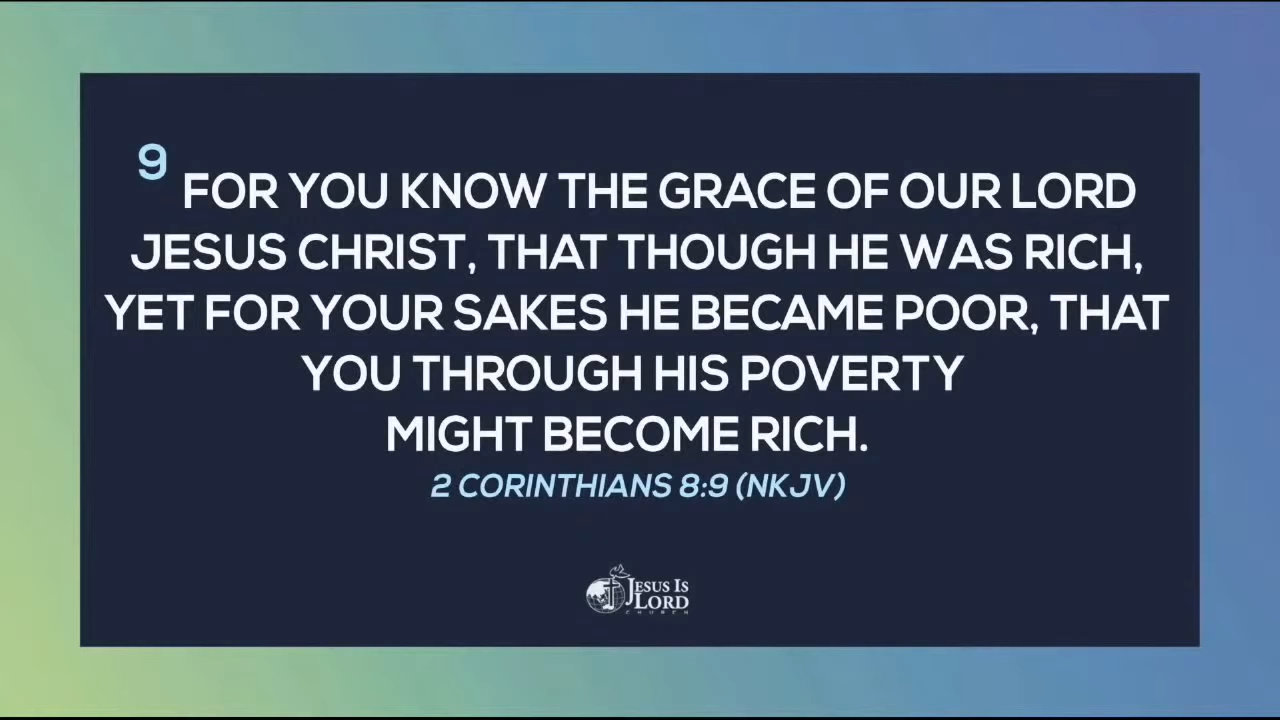 9 FOR YOU KNOW THE GRACE OF OUR LORD
JESUS CHRIST, THAT THOUGH HE WAS RICH,
YET FOR YOUR SAKES HE BECAME POOR, THAT
YOU THROUGH HIS POVERTY
MIGHT BECOME RICH.
2 CORINTHIANS 8:9 (NKJV)
JESUS IS
LORD
CHURCH